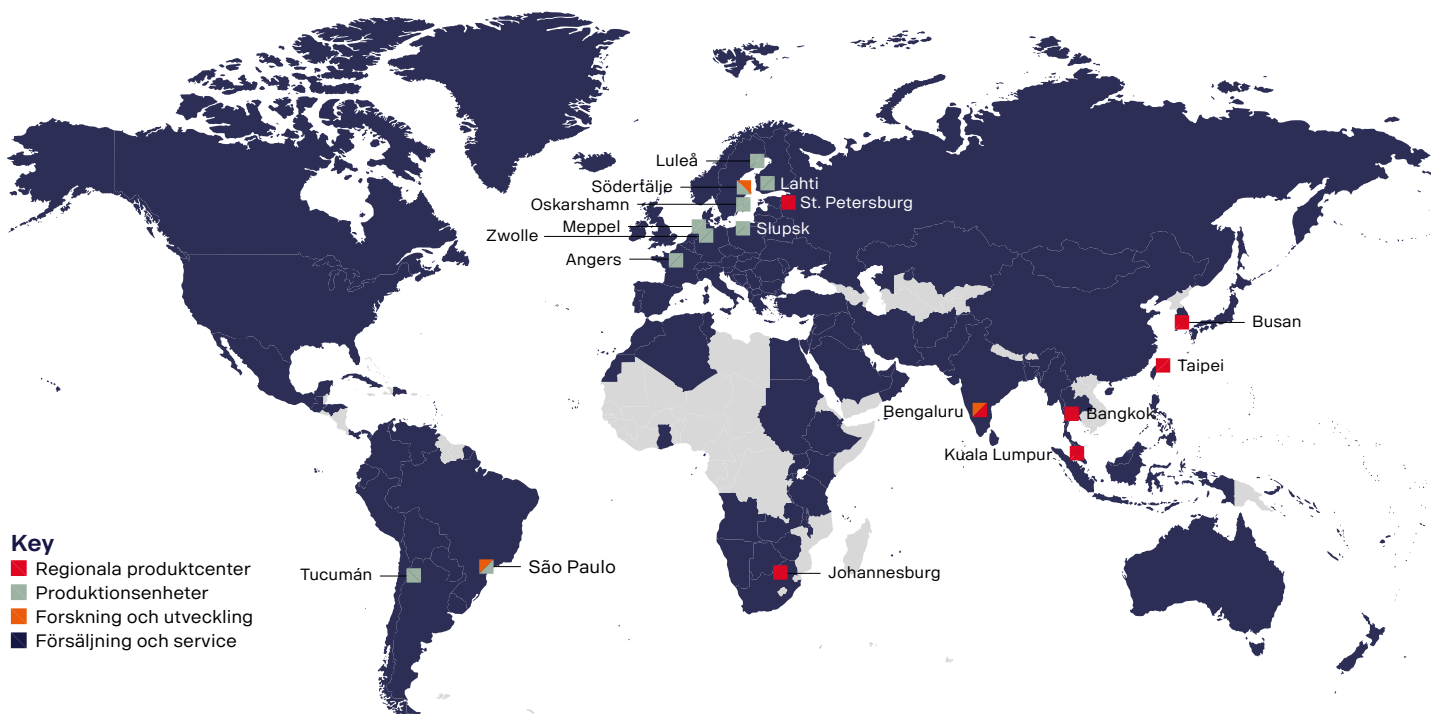 Luleå
Södertälje
Lahti
Oskarshamn
St. Petersburg
Meppel
Slupsk
Zwolle
Angers
Busan
Taipei
Bengaluru
Bangkok
Kuala Lumpur
Key
Regionala produktcenter
Produktionsenheter
Forskning och utveckling
Försäljning och service
Tucumán
São Paulo
Johannesburg